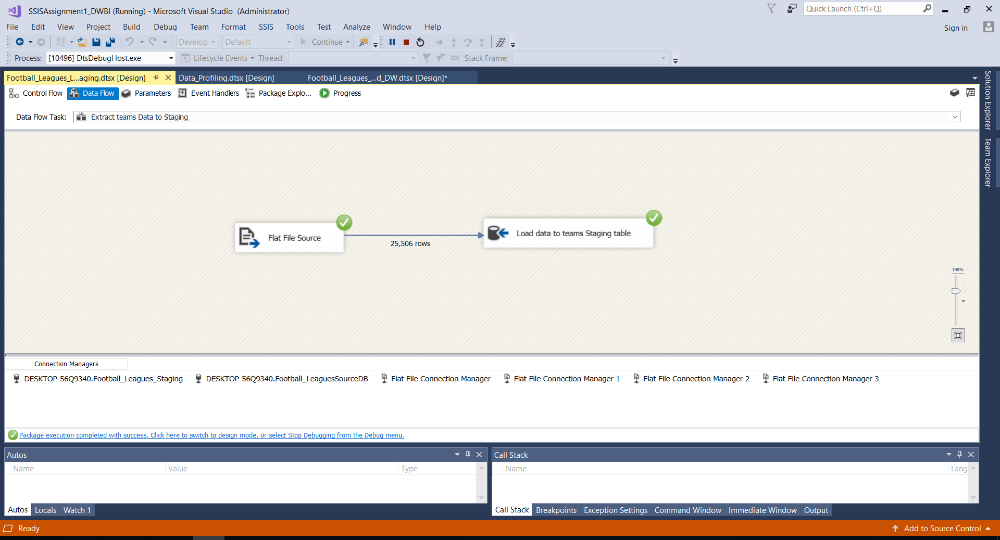 SSISAssignment1_DWBI (Running) - Microsoft Visual Studio (Administrator)
Quick Launch (Ctrl+Q)
File Edit View Project Build Debug Team Format SSIS Tools Test Analyze Window Help
Sign in
Develop Default Continue
Process: [10496] DtsDebugHost.exe Lifecycle Events Thread: Stack Frame:
Football_Leagues_L...aging.dtsx [Design] Data_Profiling.dtsx [Design] Football_Leagues_...d_DW.dtsx [Design]*
Control Flow Data Flow Parameters Event Handlers Package Explo... Progress
Data Flow Task: Extract teams Data to Staging
Solution Explorer
Team Explorer
Flat File Source
25,506 rows
Load data to teams Staging table
140%
Connection Managers
DESKTOP-56Q9340.Football_Leagues_Staging DESKTOP-56Q9340.Football_LeaguesSourceDB Flat File Connection Manager Flat File Connection Manager 1 Flat File Connection Manager 2 Flat File Connection Manager 3
Package execution completed with success. Click here to switch to design mode, or select Stop Debugging from the Debug menu.
Autos
Name Value Type
Autos Locals Watch 1
Call Stack
Name Lang
Call Stack Breakpoints Exception Settings Command Window Immediate Window Output
Ready
Add to Source Control